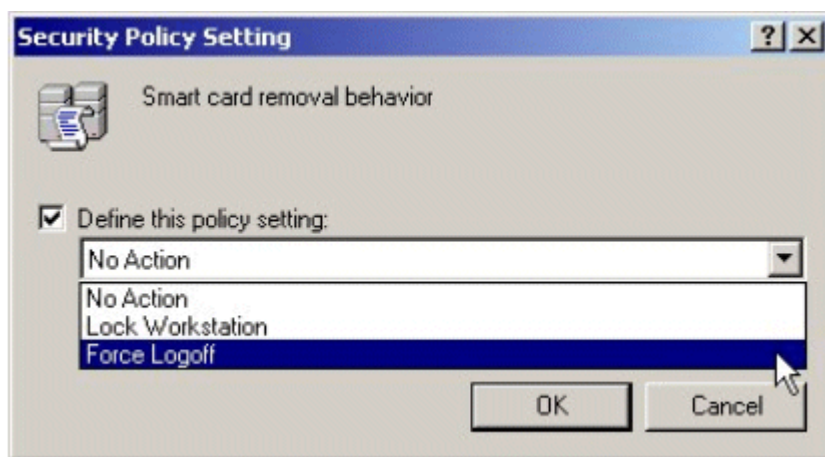 Security Policy Setting
Smart card removal behavior
Define this policy setting:
No Action
No Action
Lock Workstation
Force Logoff
OK Cancel